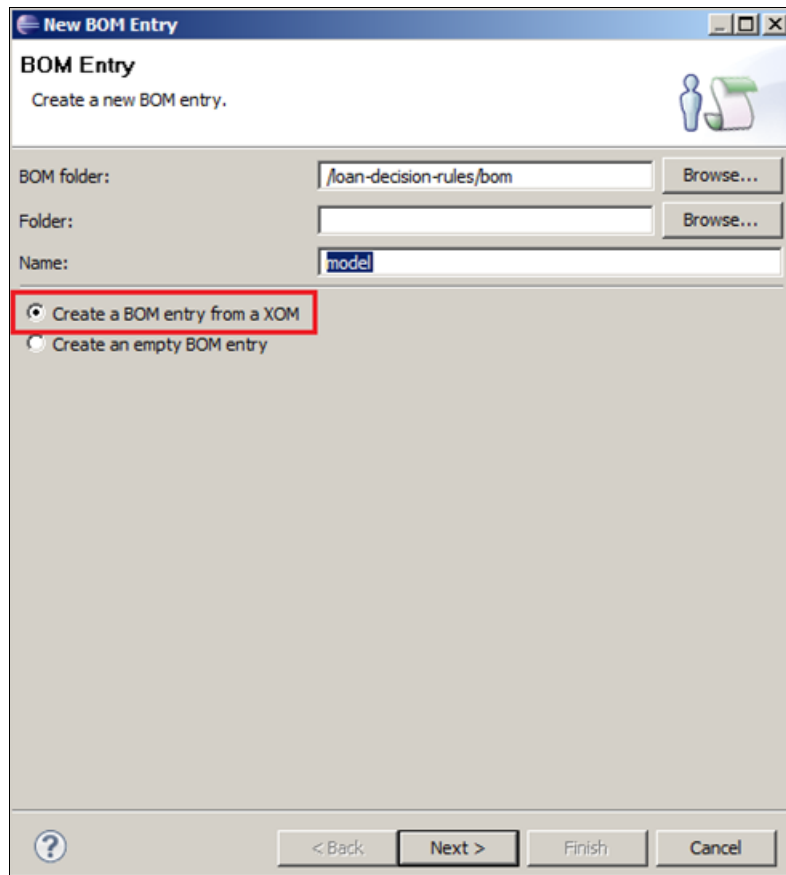 New BOM Entry
BOM Entry
Create a new BOM entry.
BOM folder: /loan-decision-rules/bom Browse...
Folder: Browse...
Name: model
Create a BOM entry from a XOM
Create an empty BOM entry
? < Back Next > Finish Cancel